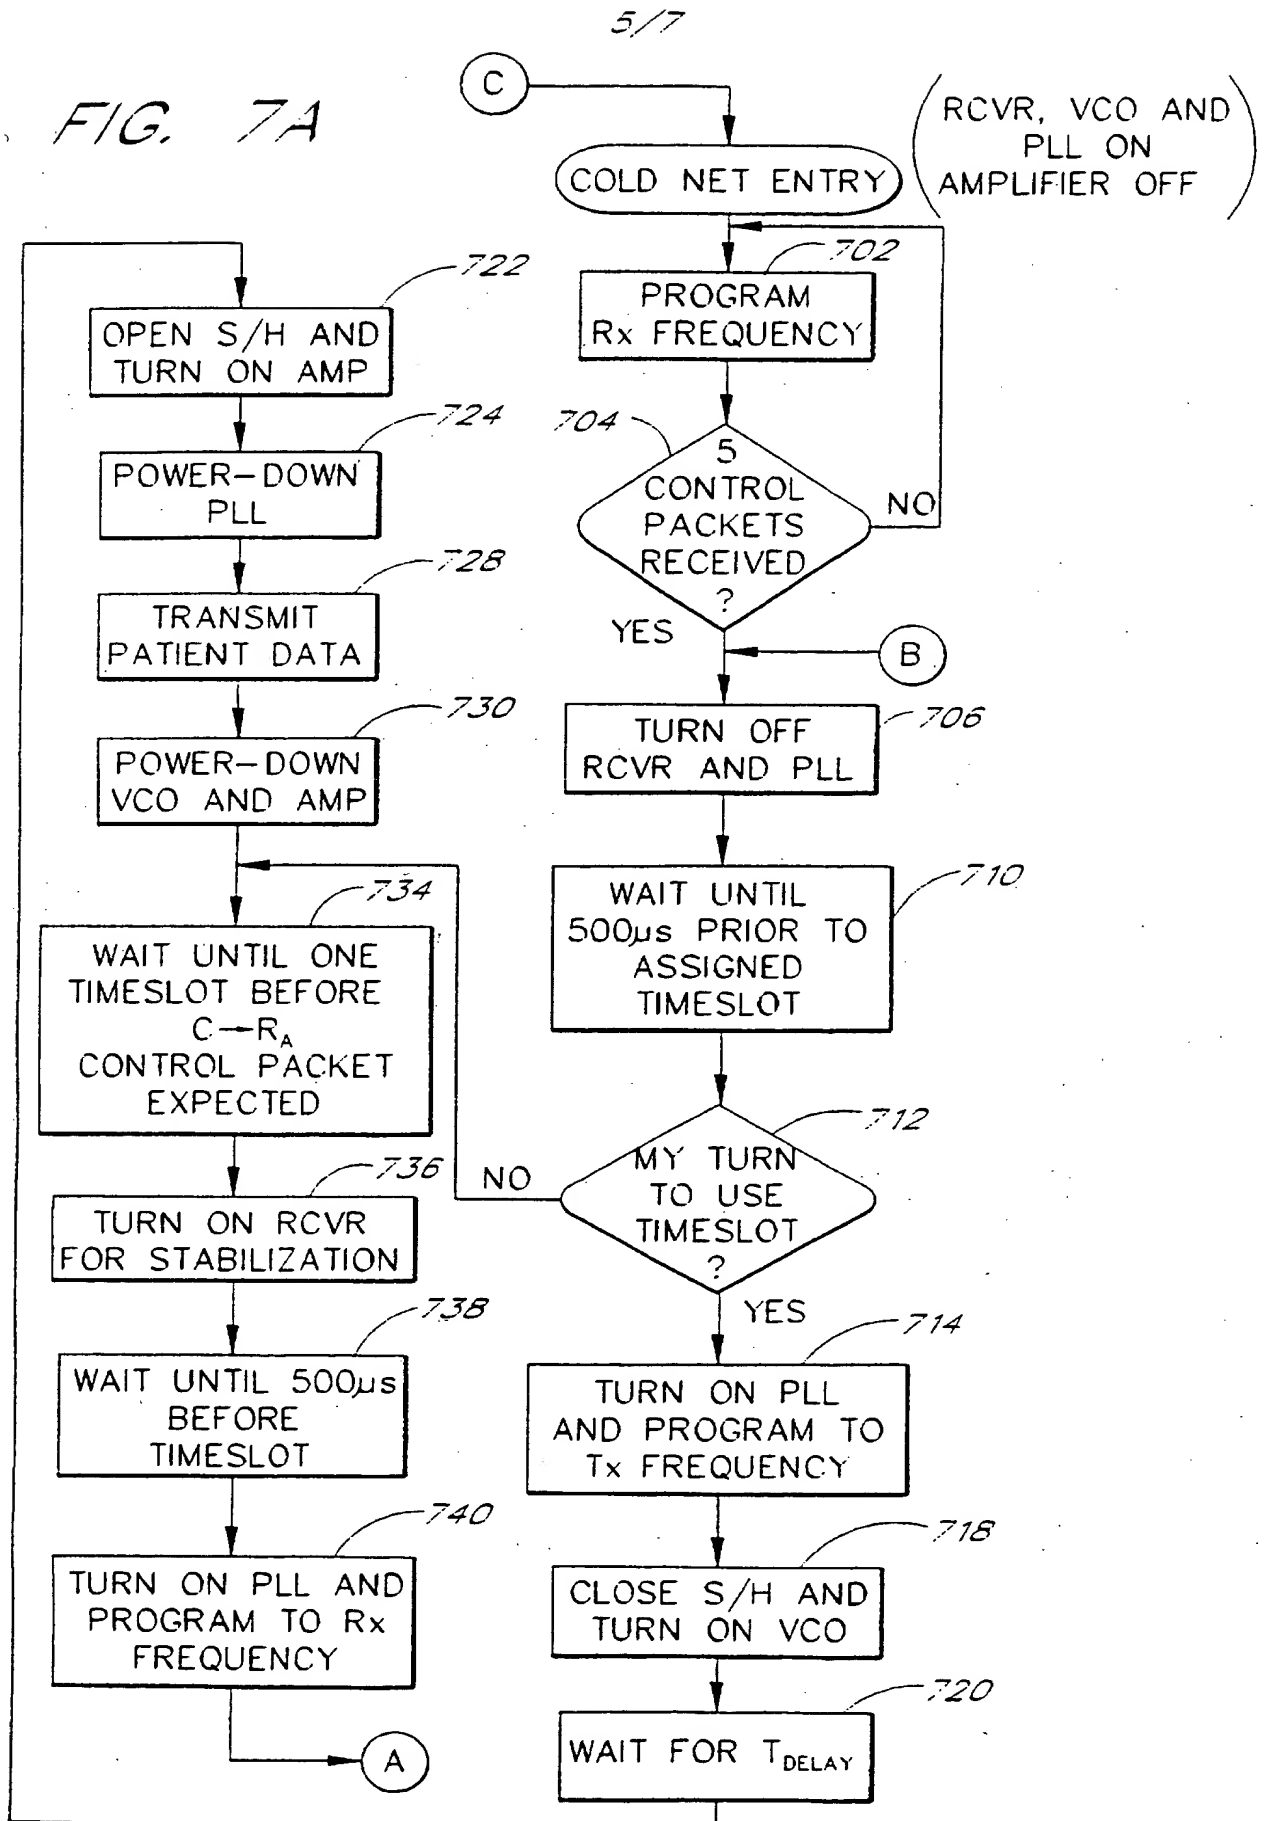 5/7
FIG. 7A
C
COLD NET ENTRY
RCVR, VCO AND
PLL ON
AMPLIFIER OFF
702
PROGRAM
Rx FREQUENCY
704
5
CONTROL
PACKETS
RECEIVED
?
NO
YES
B
706
TURN OFF
RCVR AND PLL
710
WAIT UNTIL
500µs PRIOR TO
ASSIGNED
TIMESLOT
712
MY TURN
TO USE
TIMESLOT
?
NO
YES
714
TURN ON PLL
AND PROGRAM TO
Tx FREQUENCY
718
CLOSE S/H AND
TURN ON VCO
720
WAIT FOR TDELAY
722
OPEN S/H AND
TURN ON AMP
724
POWER-DOWN
PLL
728
TRANSMIT
PATIENT DATA
730
POWER-DOWN
VCO AND AMP
734
WAIT UNTIL ONE
TIMESLOT BEFORE
C→RA
CONTROL PACKET
EXPECTED
736
TURN ON RCVR
FOR STABILIZATION
738
WAIT UNTIL 500µs
BEFORE
TIMESLOT
740
TURN ON PLL AND
PROGRAM TO Rx
FREQUENCY
A